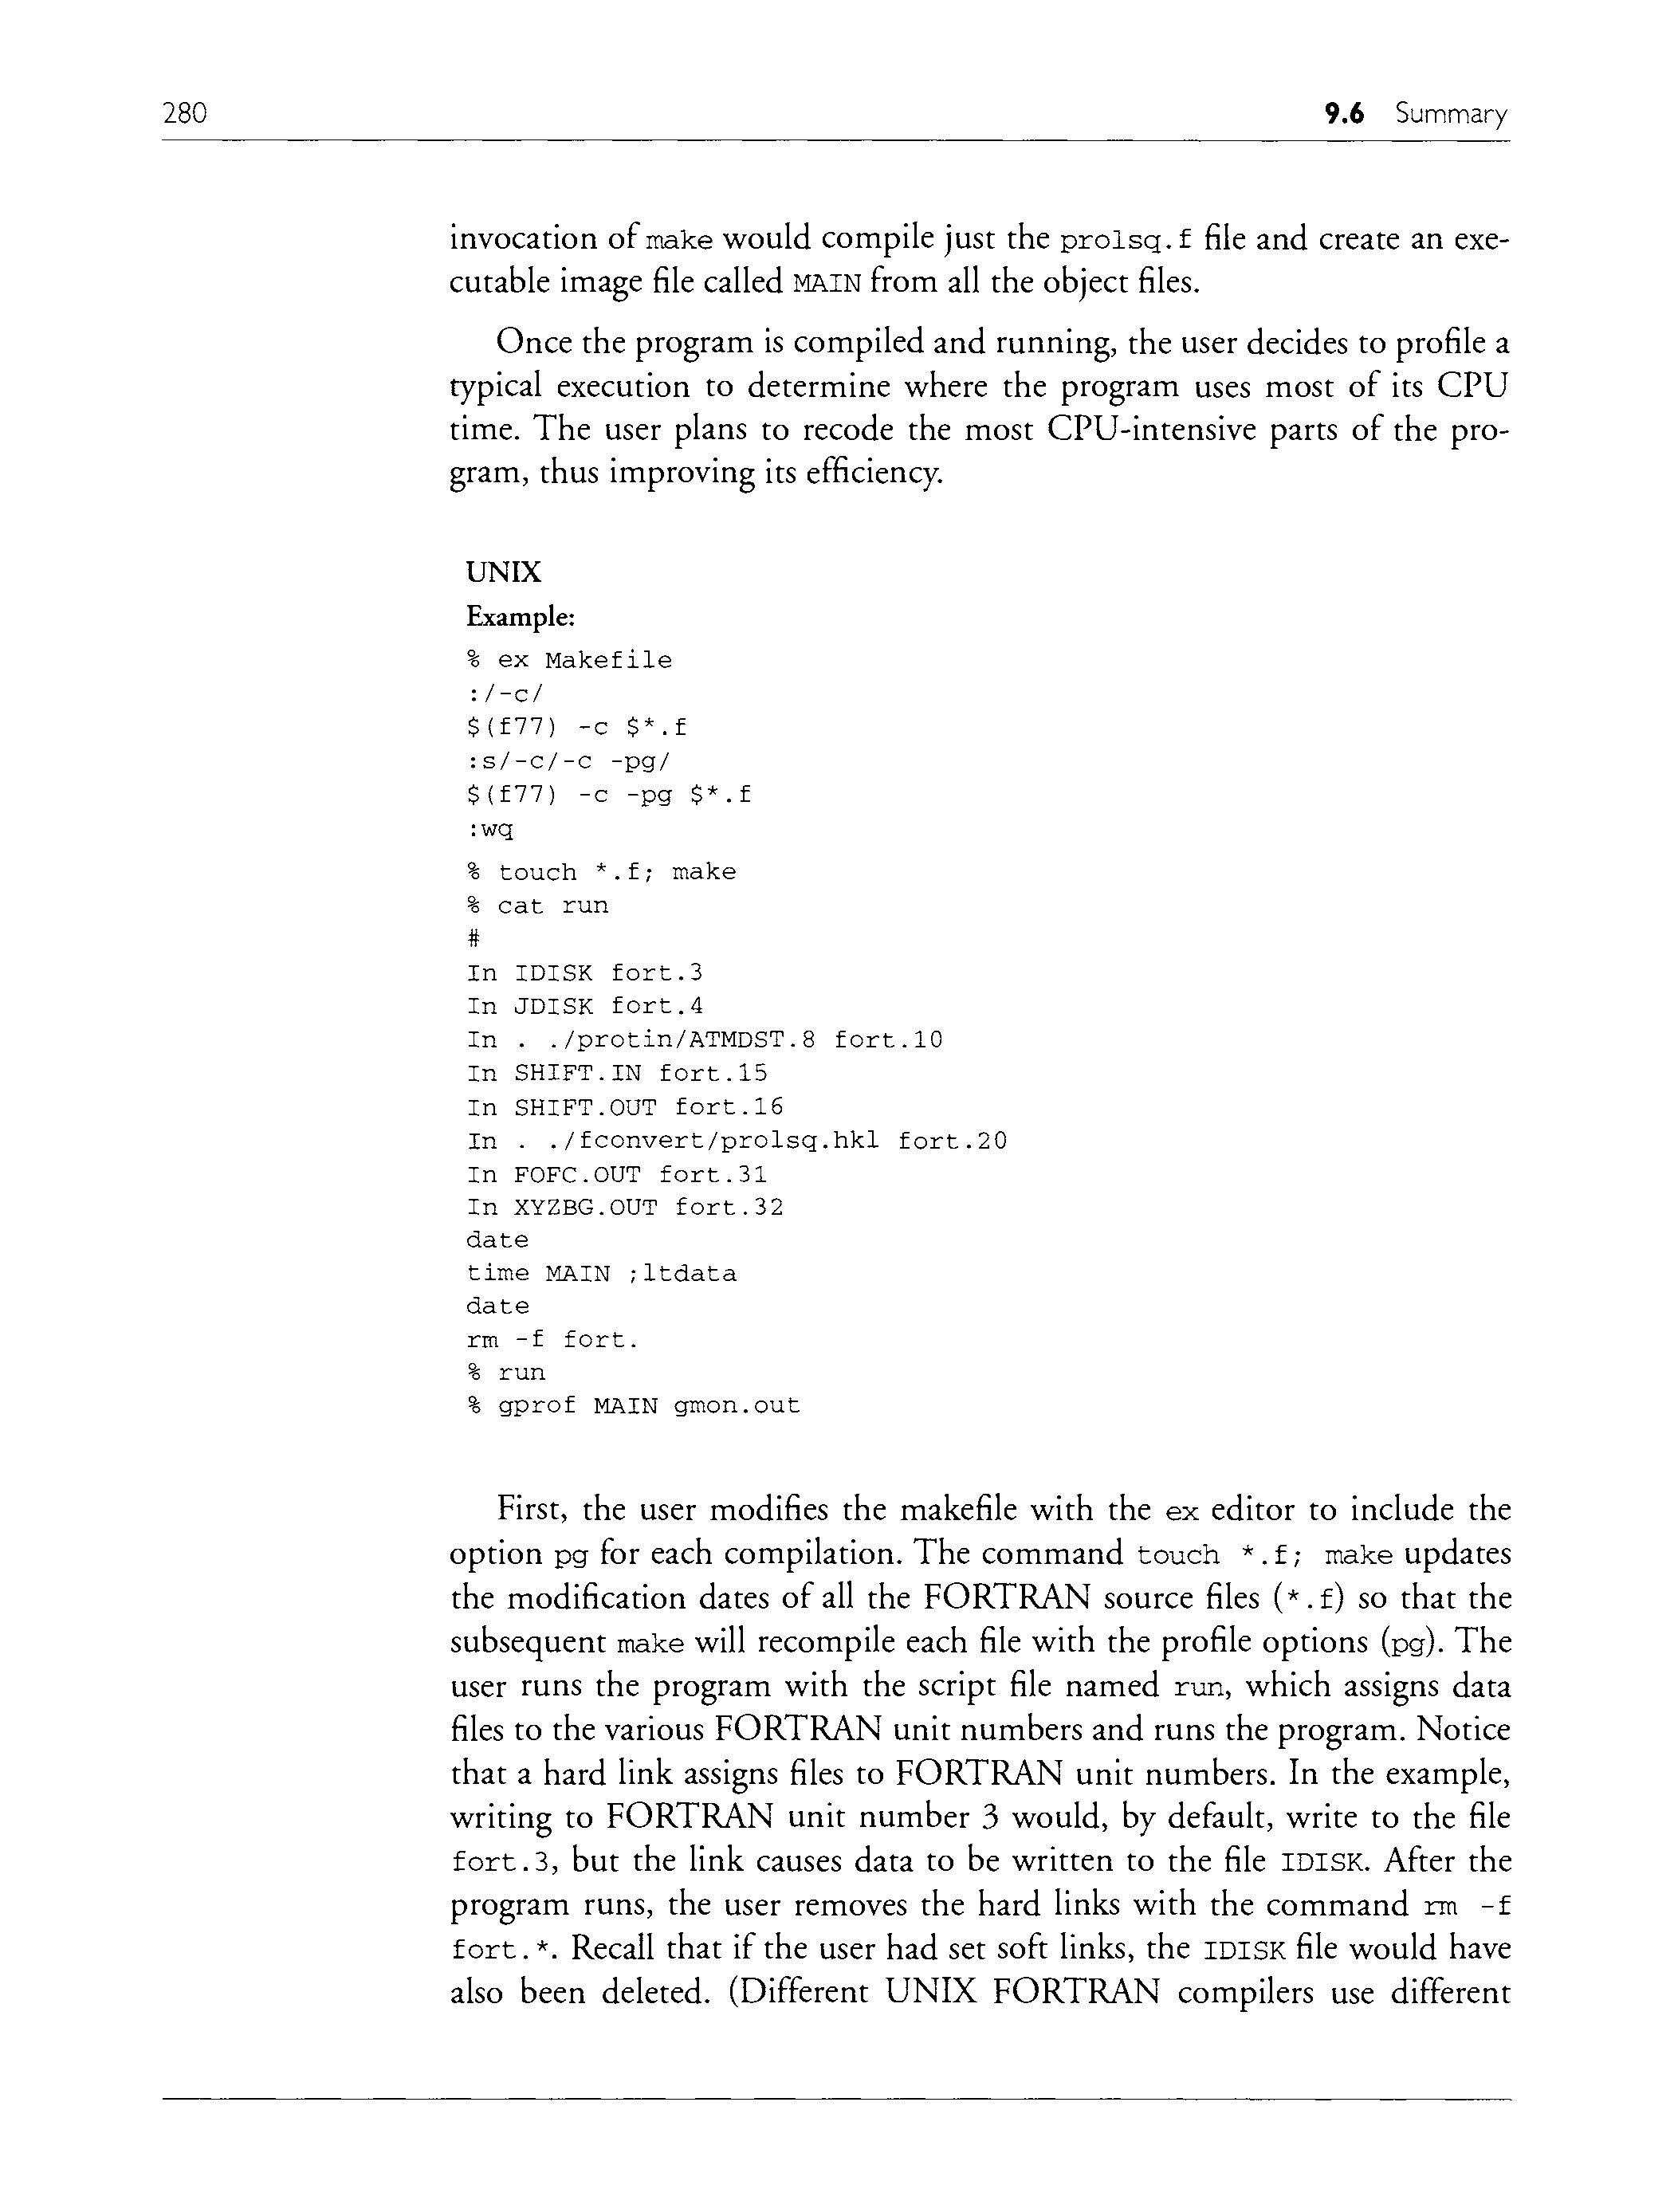 280
9.6 Summary
invocation of make would compile just the prolsq.f file and create an exe-
cutable image file called MAIN from all the object files.
Once the program is compiled and running, the user decides to profile a
typical execution to determine where the program uses most of its CPU
time. The user plans to recode the most CPU-intensive parts of the pro-
gram, thus improving its efficiency.
UNIX
Example:
% ex Makefile
:/-c/
$(f77) -c $*.f
:s/-c/-c -pg/
$(f77) -c -pg $*.f
:wq
% touch *.f; make
% cat run
#
In IDISK fort.3
In JDISK fort.4
In . ./protin/ATMDST.8 fort.10
In SHIFT.IN fort.15
In SHIFT.OUT fort.16
In . ./fconvert/prolsq.hkl fort.20
In FOFC.OUT fort.31
In XYZBG.OUT fort.32
date
time MAIN ;ltdata
date
rm -f fort.
% run
% gprof MAIN gmon.out
First, the user modifies the makefile with the ex editor to include the
option pg for each compilation. The command touch *.f; make updates
the modification dates of all the FORTRAN source files (*.f) so that the
subsequent make will recompile each file with the profile options (pg). The
user runs the program with the script file named run, which assigns data
files to the various FORTRAN unit numbers and runs the program. Notice
that a hard link assigns files to FORTRAN unit numbers. In the example,
writing to FORTRAN unit number 3 would, by default, write to the file
fort.3, but the link causes data to be written to the file IDISK. After the
program runs, the user removes the hard links with the command rm -f
fort.*. Recall that if the user had set soft links, the IDISK file would have
also been deleted. (Different UNIX FORTRAN compilers use different